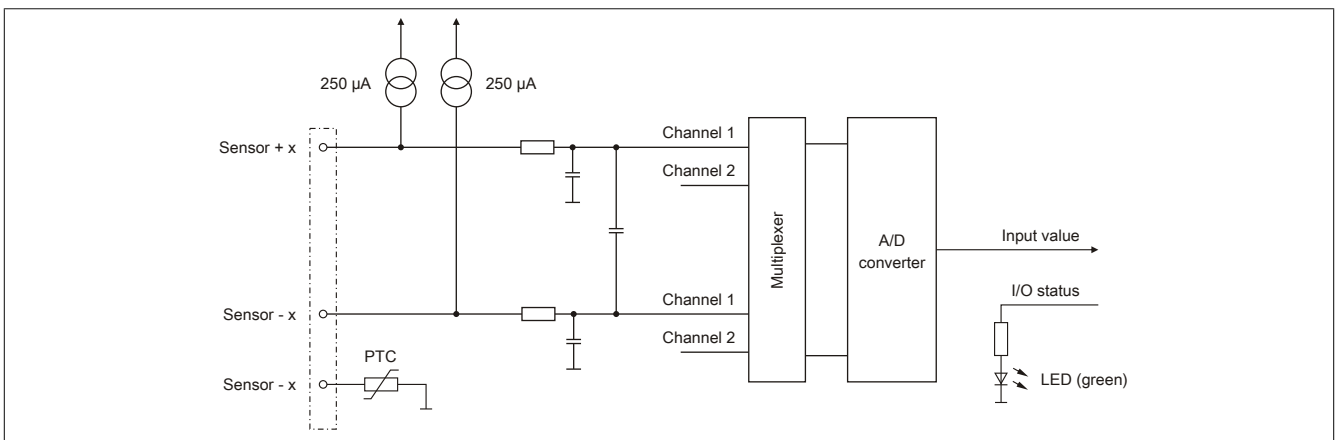 250 µA
250 µA
Sensor + x
Channel 1
Channel 2
Multiplexer
A/D
converter
Input value
I/O status
Sensor - x
Channel 1
Channel 2
PTC
Sensor - x
LED (green)